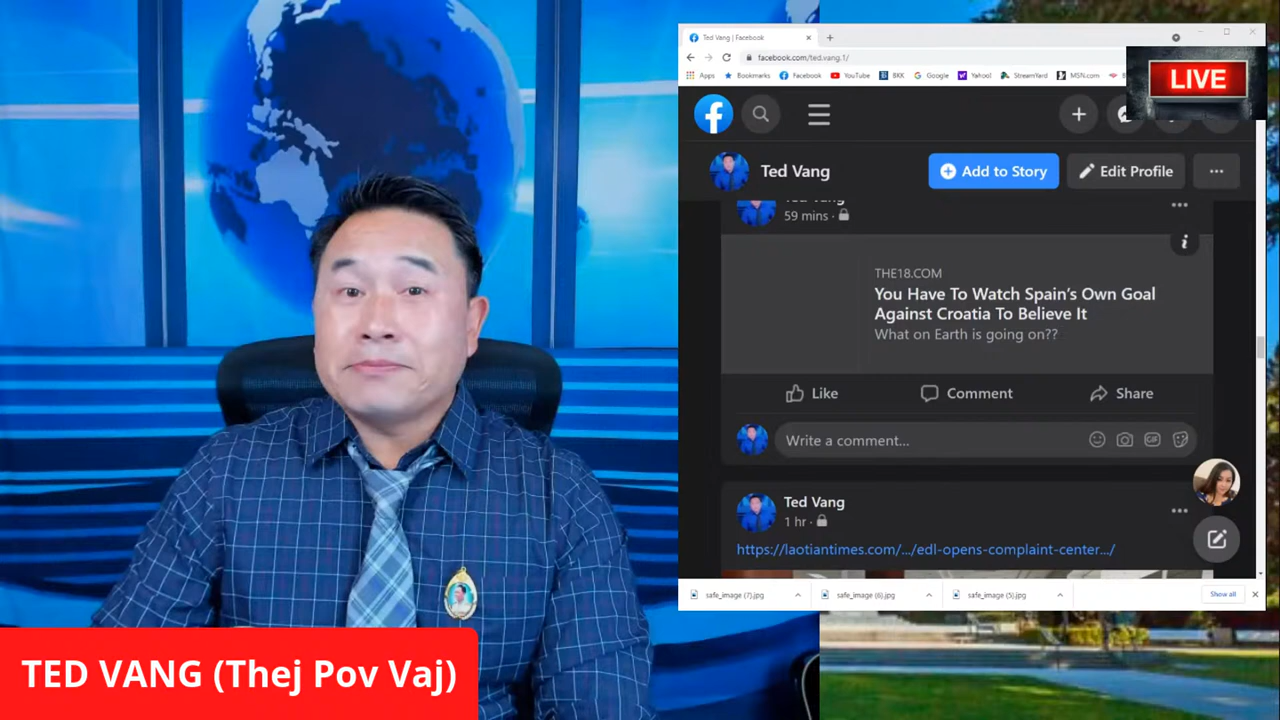 Ted Vang | Facebook
facebook.com/ted.vang.1/
Apps
Bookmarks
Facebook
YouTube
BKK
Google
Yahoo!
StreamYard
MSN.com
LIVE
Ted Vang
Add to Story
Edit Profile
Ted Vang
59 mins ·
THE18.COM
You Have To Watch Spain's Own Goal
Against Croatia To Believe It
What on Earth is going on??
Like
Comment
Share
Write a comment...
GIF
Ted Vang
1 hr ·
https://laotiantimes.com/.../edl-opens-complaint-center.../
safe_image (7).jpg
safe_image (6).jpg
safe_image (5).jpg
Show all
TED VANG (Thej Pov Vaj)